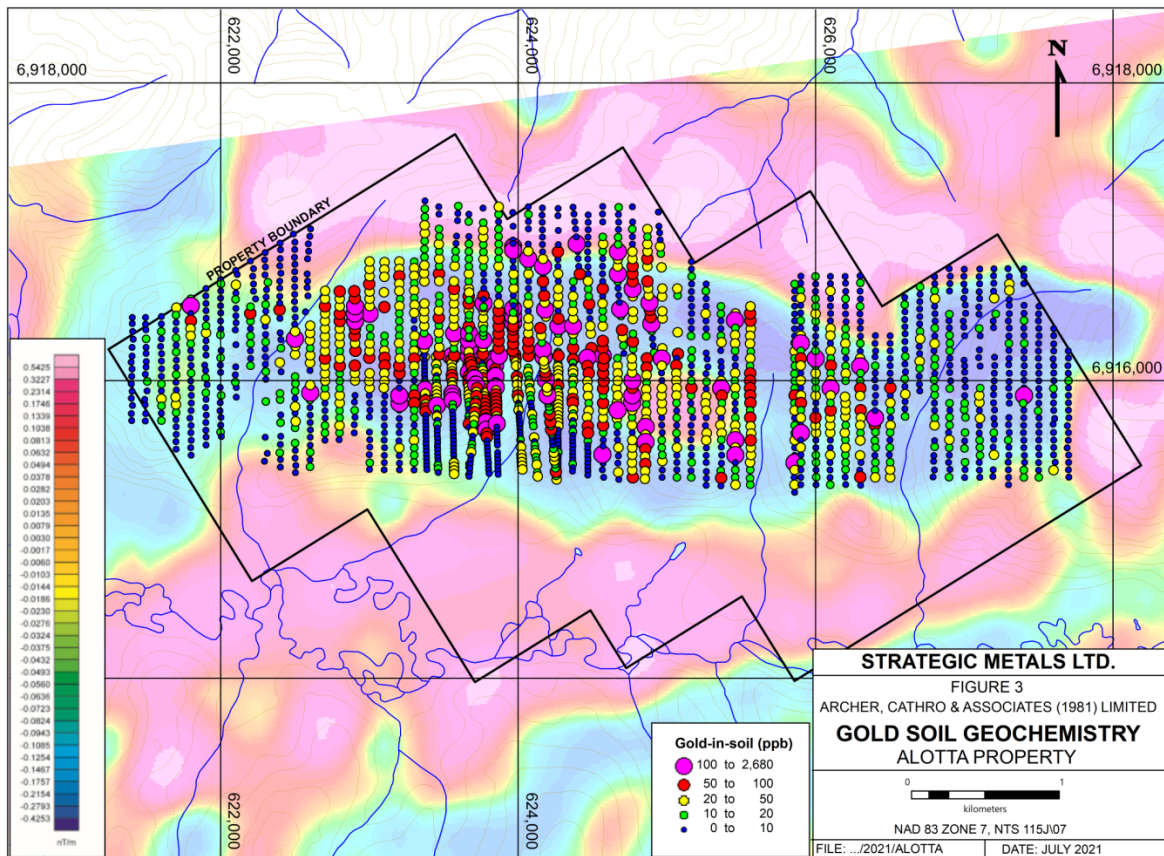 622,000
624,000
626,000
N
6,918,000
6,918,000
PROPERTY BOUNDARY
6,916,000
6,916,000
0.5425
0.3227
0.2314
0.1746
0.1339
0.1038
0.0813
0.0632
0.0494
0.0378
0.0282
0.0203
0.0135
0.0079
0.0030
-0.0017
-0.0060
-0.0103
-0.0144
-0.0186
-0.0230
-0.0276
-0.0324
-0.0375
-0.0432
-0.0493
-0.0560
-0.0636
-0.0723
-0.0824
-0.0943
-0.1085
-0.1254
-0.1467
-0.1757
-0.2154
-0.2793
-0.4253
nT/m
622,000
624,000
Gold-in-soil (ppb)
100 to 2,680
50 to 100
20 to 50
10 to 20
0 to 10
STRATEGIC METALS LTD.
FIGURE 3
ARCHER, CATHRO & ASSOCIATES (1981) LIMITED
GOLD SOIL GEOCHEMISTRY
ALOTTA PROPERTY
0 1
kilometers
NAD 83 ZONE 7, NTS 115J\07
FILE: .../2021/ALOTTA DATE: JULY 2021